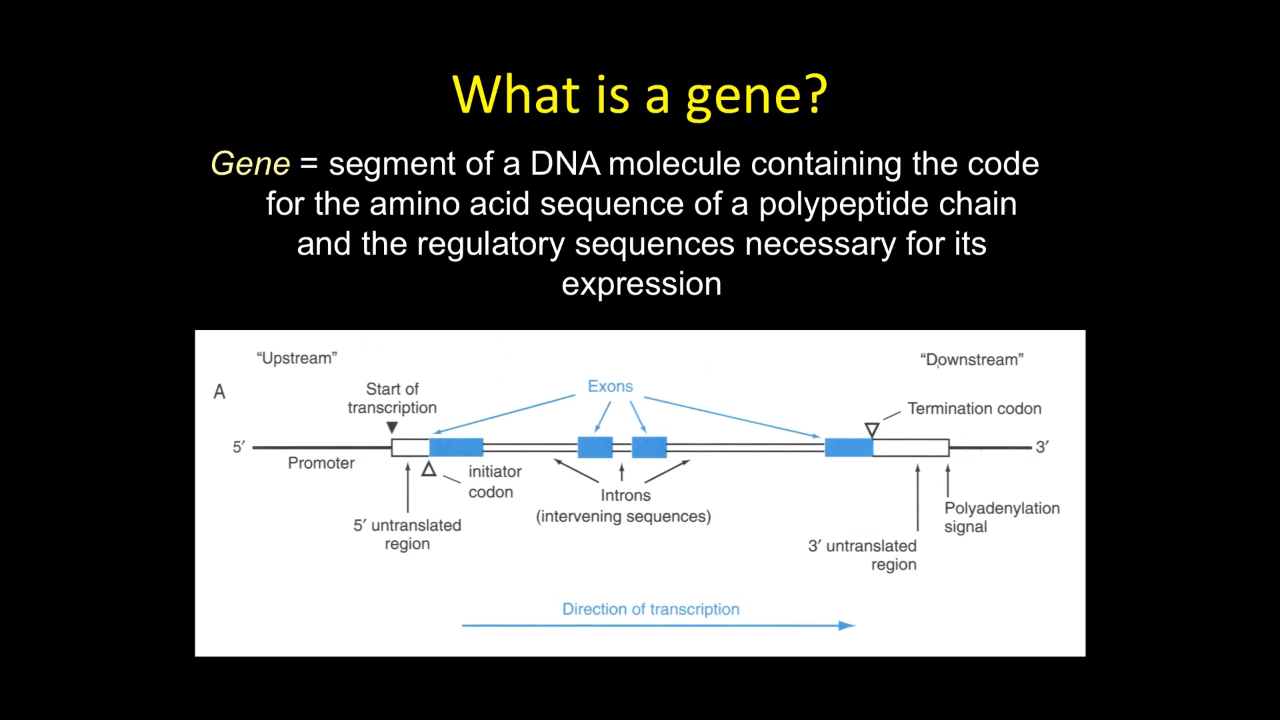 What is a gene?
Gene = segment of a DNA molecule containing the code
for the amino acid sequence of a polypeptide chain
and the regulatory sequences necessary for its
expression
“Upstream”
“Downstream”
A
Start of
transcription
Exons
Termination codon
5′
3′
Promoter
initiator
codon
Introns
(intervening sequences)
5′ untranslated
region
Polyadenylation
signal
3′ untranslated
region
Direction of transcription